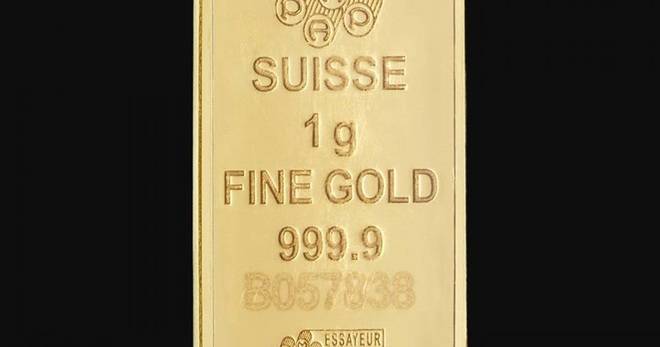 P A P
SUISSE
1 g
FINE GOLD
999.9
B057838
ESSAYEUR